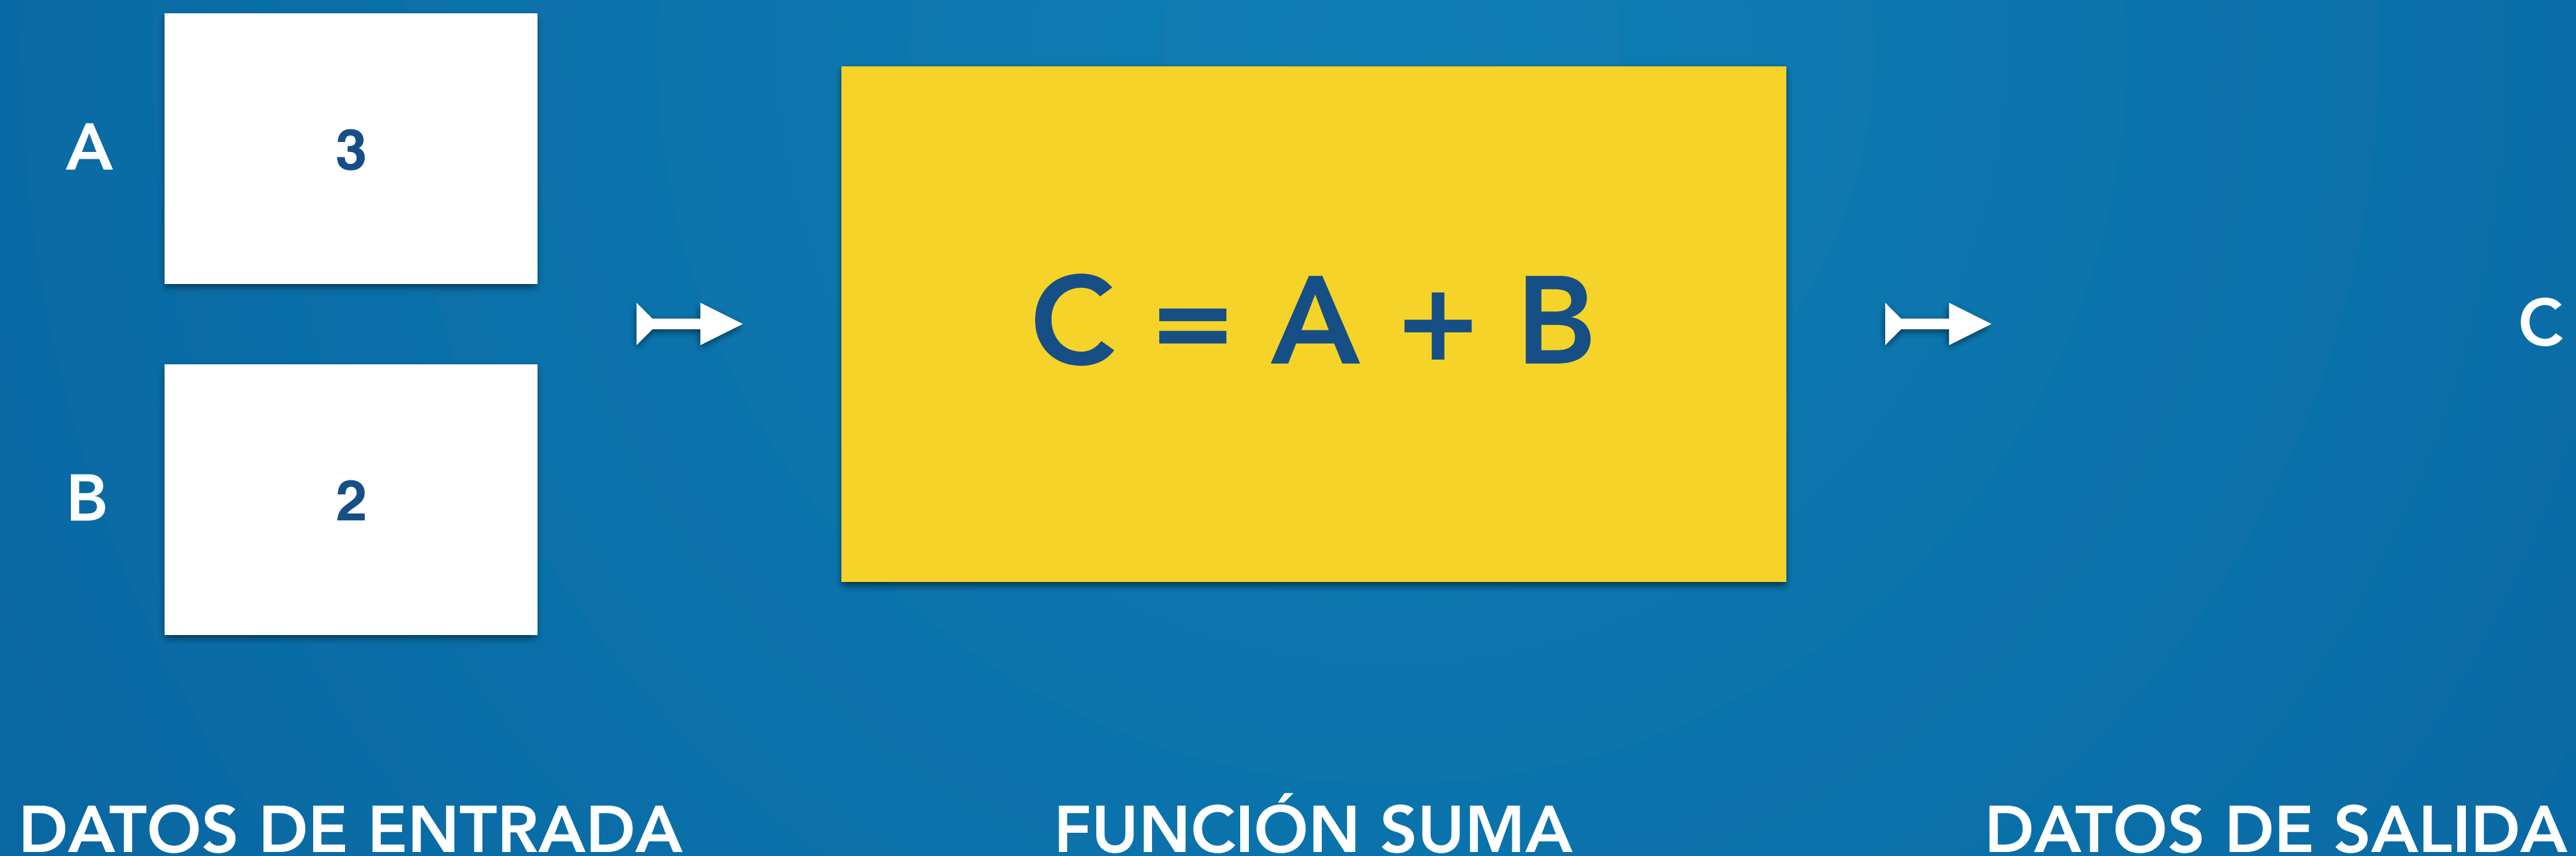 A
3
B
2
C = A + B
C
DATOS DE ENTRADA
FUNCIÓN SUMA
DATOS DE SALIDA